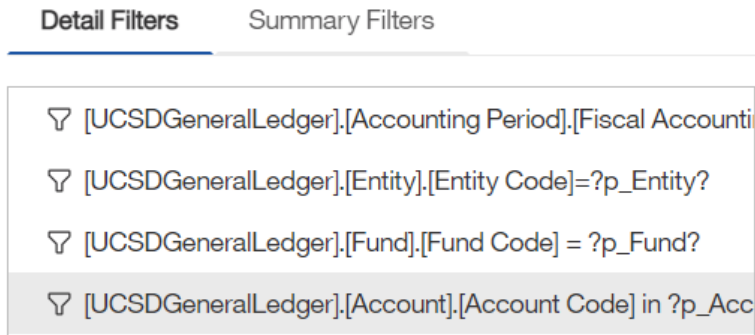 Detail Filters Summary Filters
[UCSDGeneralLedger].[Accounting Period].[Fiscal Accounti
[UCSDGeneralLedger].[Entity].[Entity Code]=?p_Entity?
[UCSDGeneralLedger].[Fund].[Fund Code] = ?p_Fund?
[UCSDGeneralLedger].[Account].[Account Code] in ?p_Acc